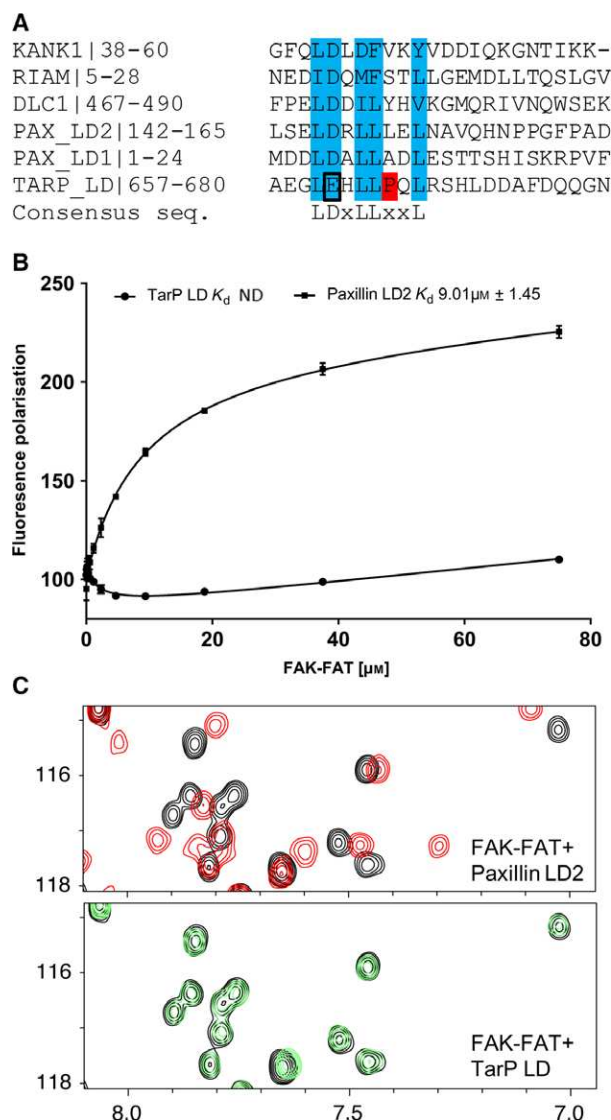 A
KANK1|38-60 GFQLDLDFVKYVDDIQKGNTIKK-
RIAM|5-28 NEDIDQMFSTLLGEMDLLTQSLGV
DLC1|467-490 FPELDDILYHVKGMQRIVNQWSEK
PAX_LD2|142-165 LSELDRLLLELNAVQHNPPGFPAD
PAX_LD1|1-24 MDDLDALLADLESTTSHISKRPVF
TARP_LD|657-680 AEGLEHLLPQLRSHLDDAFDQQGN
Consensus seq. LDxLLxxL
B
TarP LD Kd ND Paxillin LD2 Kd 9.01µM ± 1.45
250
200
150
100
Fluoresence polarisation
0 20 40 60 80
FAK-FAT [µM]
C
116
118
FAK-FAT+
Paxillin LD2
116
118
FAK-FAT+
TarP LD
8.0 7.5 7.0